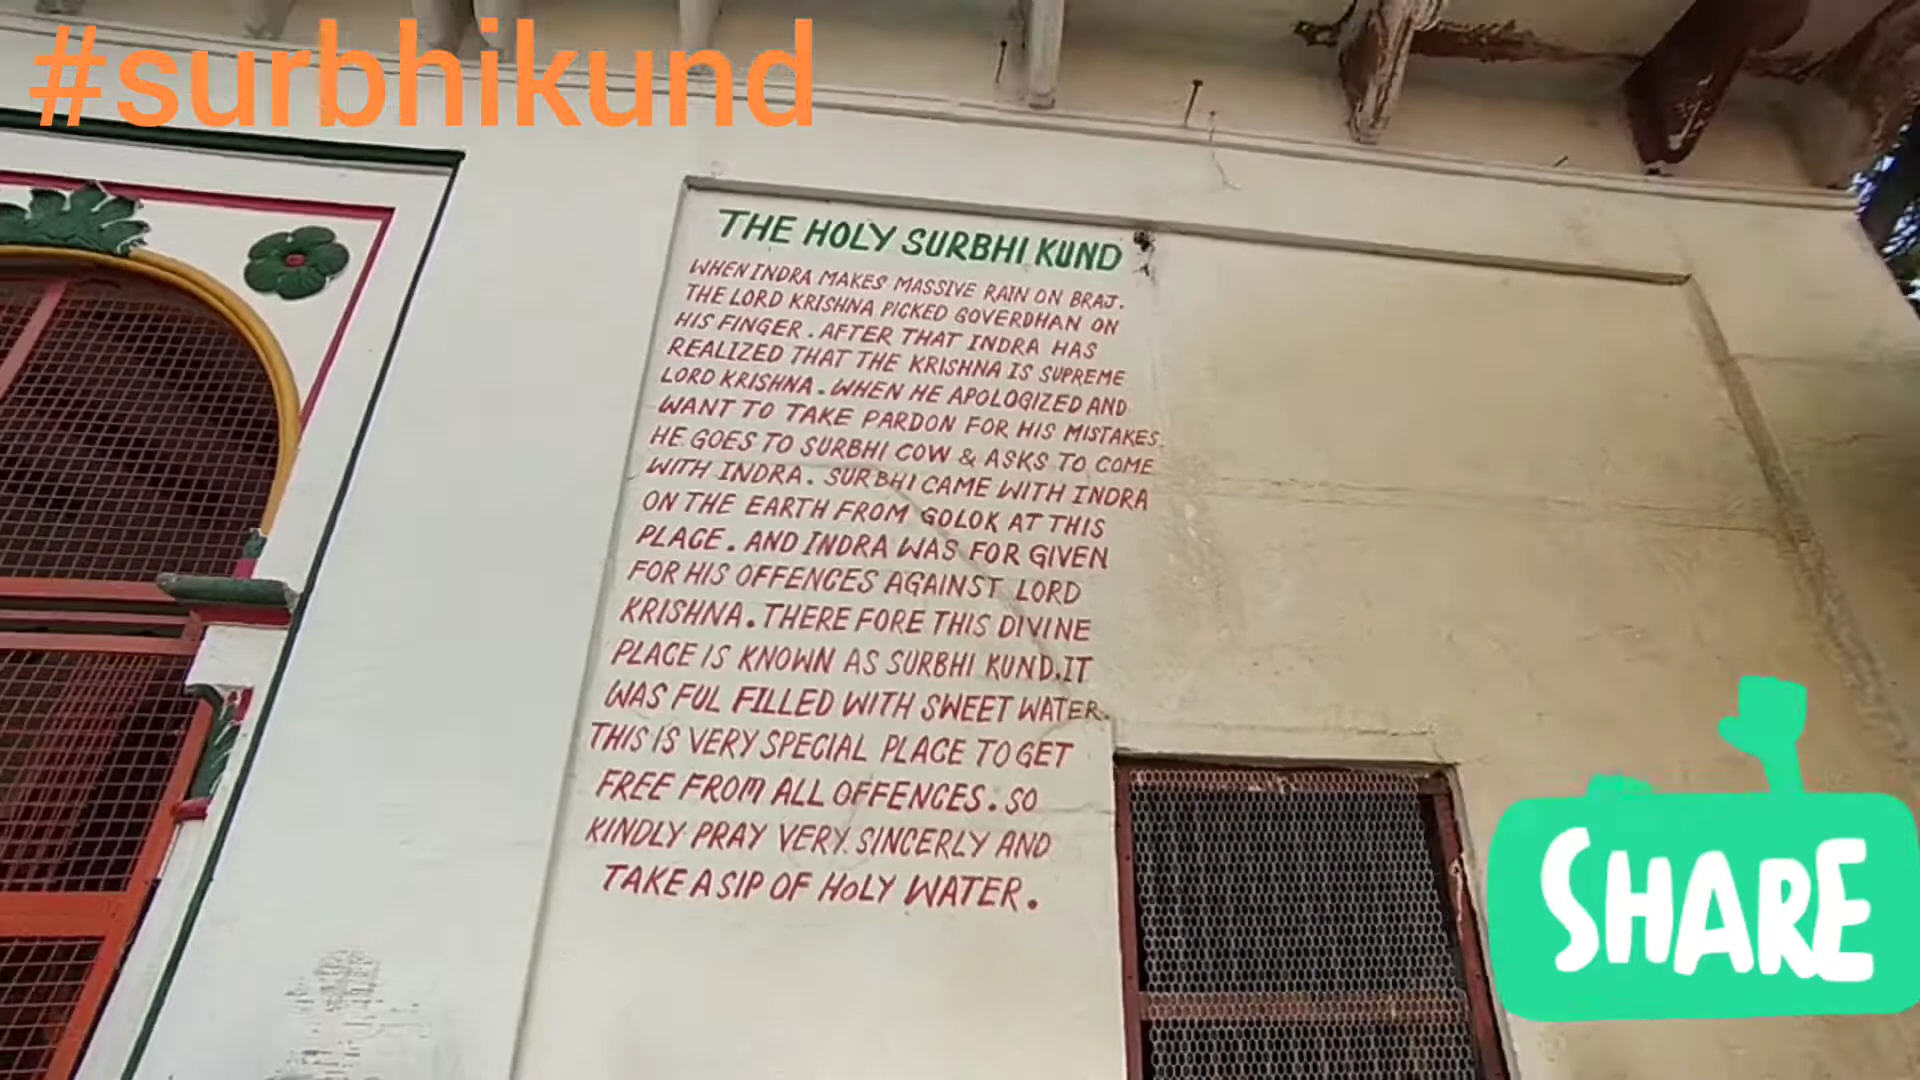 #surbhikund
THE HOLY SURBHI KUND
WHEN INDRA MAKES MASSIVE RAIN ON BRAJ.
THE LORD KRISHNA PICKED GOVERDHAN ON
HIS FINGER. AFTER THAT INDRA HAS
REALIZED THAT THE KRISHNA IS SUPREME
LORD KRISHNA. WHEN HE APOLOGIZED AND
WANT TO TAKE PARDON FOR HIS MISTAKES.
HE GOES TO SURBHI COW & ASKS TO COME
WITH INDRA. SURBHI CAME WITH INDRA
ON THE EARTH FROM GOLOK AT THIS
PLACE. AND INDRA WAS FOR GIVEN
FOR HIS OFFENCES AGAINST LORD
KRISHNA. THERE FORE THIS DIVINE
PLACE IS KNOWN AS SURBHI KUND. IT
WAS FUL FILLED WITH SWEET WATER.
THIS IS VERY SPECIAL PLACE TO GET
FREE FROM ALL OFFENCES. SO
KINDLY PRAY VERY SINCERLY AND
TAKE A SIP OF HOLY WATER.
SHARE